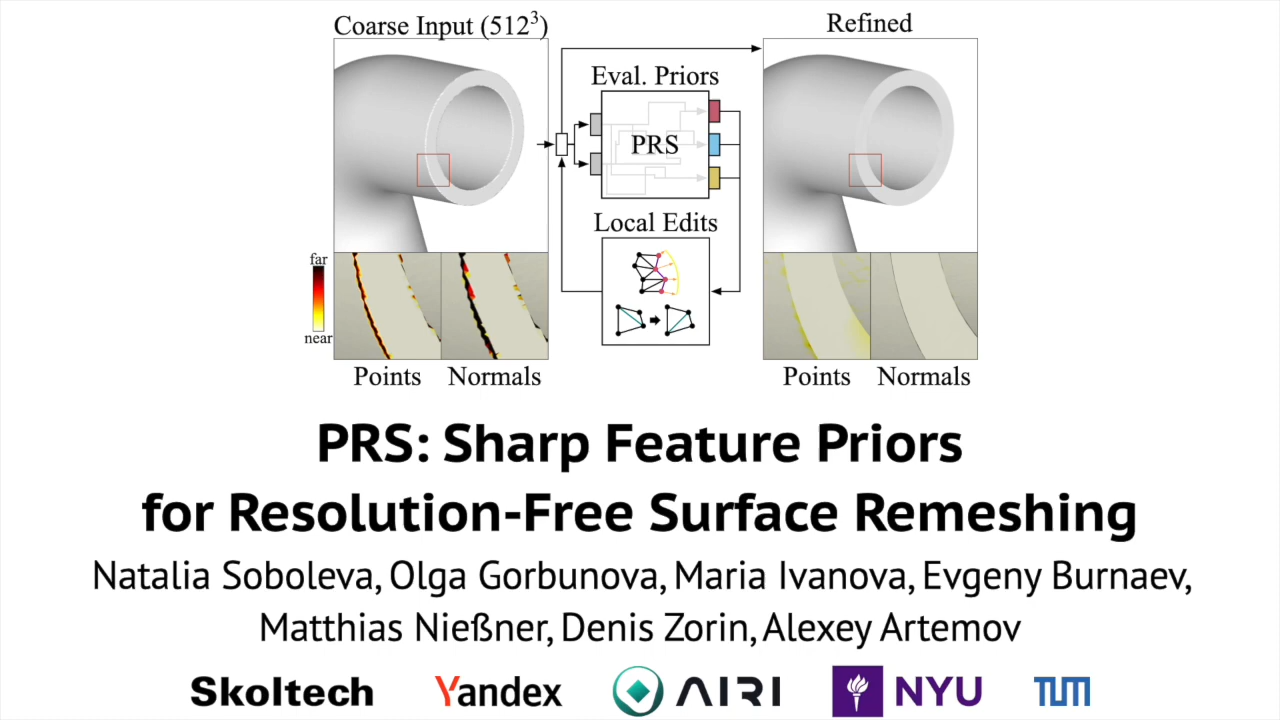 Coarse Input (512³)
Refined
Eval. Priors
PRS
Local Edits
far
near
Points
Normals
Points
Normals
PRS: Sharp Feature Priors
for Resolution-Free Surface Remeshing
Natalia Soboleva, Olga Gorbunova, Maria Ivanova, Evgeny Burnaev,
Matthias Nießner, Denis Zorin, Alexey Artemov
Skoltech Yandex AIRI NYU TUM